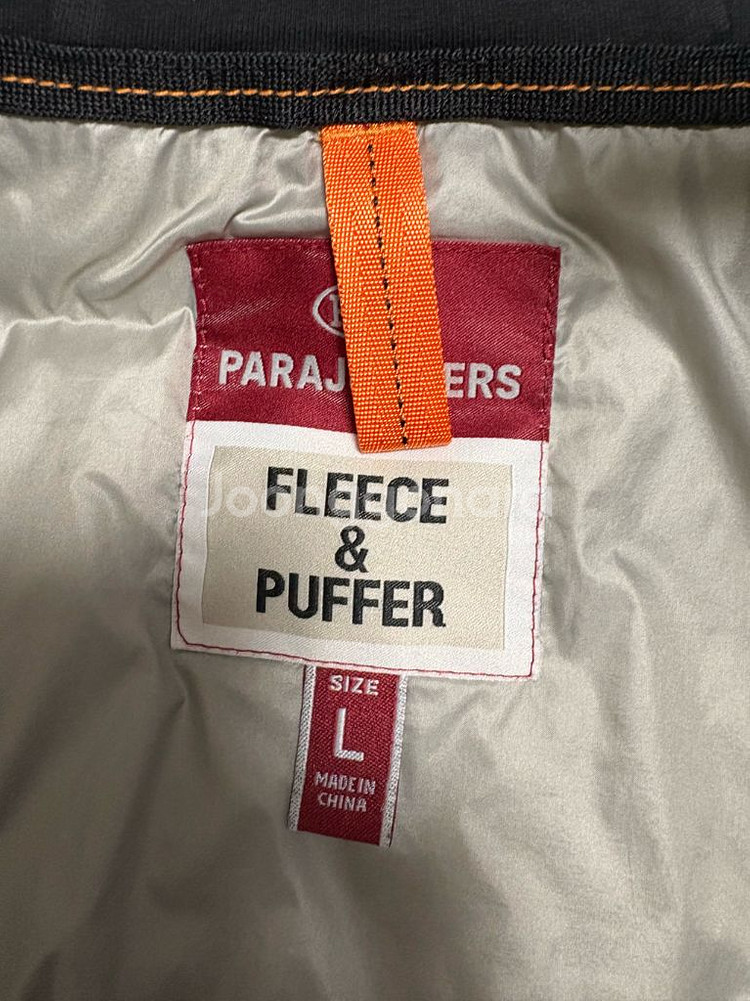 PARAJ ERS
FLEECE
&
PUFFER
SIZE
L
MADE IN
CHINA